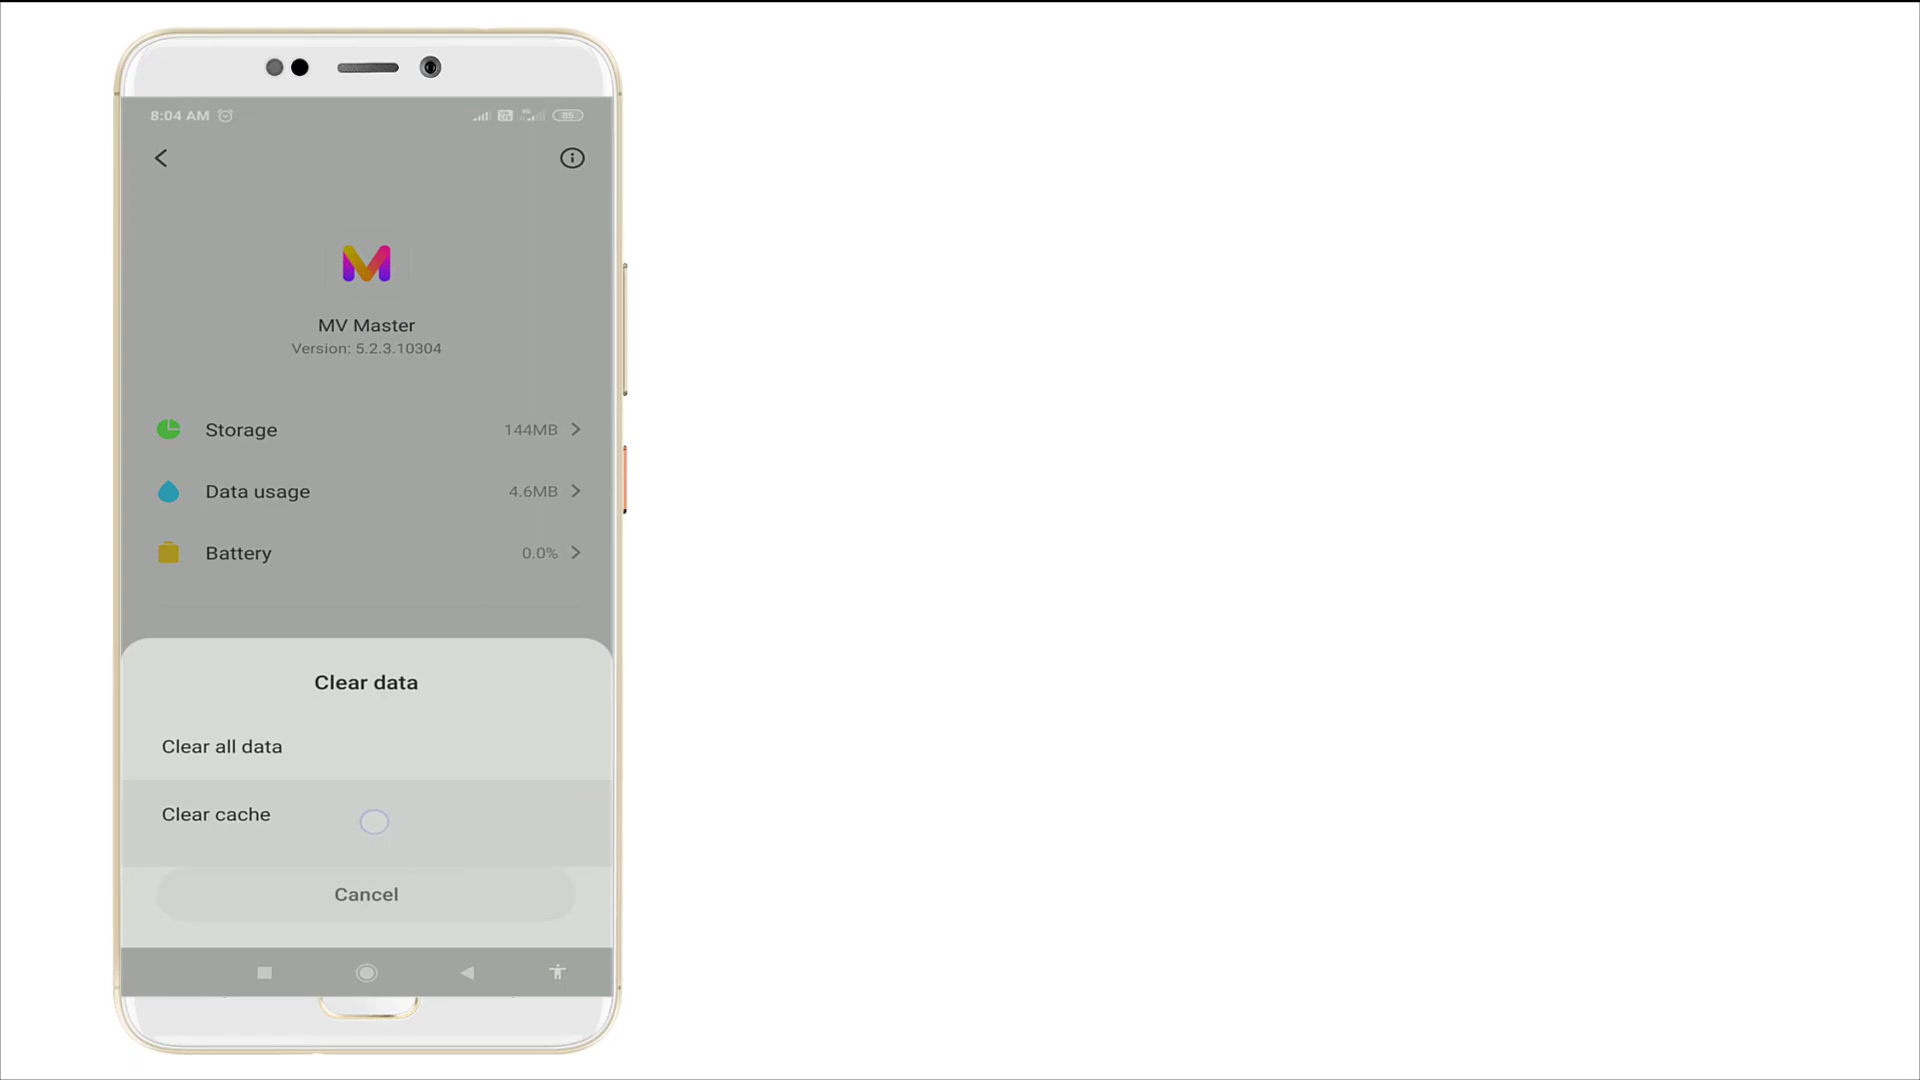 8:04 AM
85
MV Master
Version: 5.2.3.10304
Storage 144MB
Data usage 4.6MB
Battery 0.0%
Clear data
Clear all data
Clear cache
Cancel